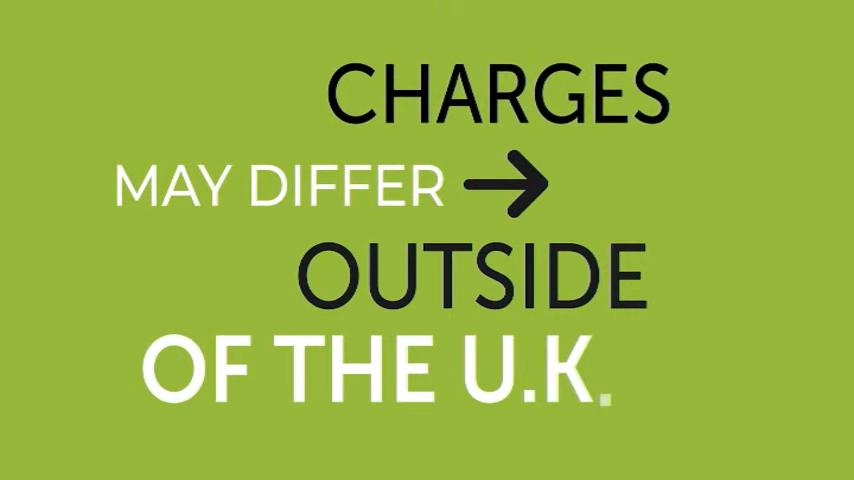 CHARGES
MAY DIFFER →
OUTSIDE
OF THE U.K.